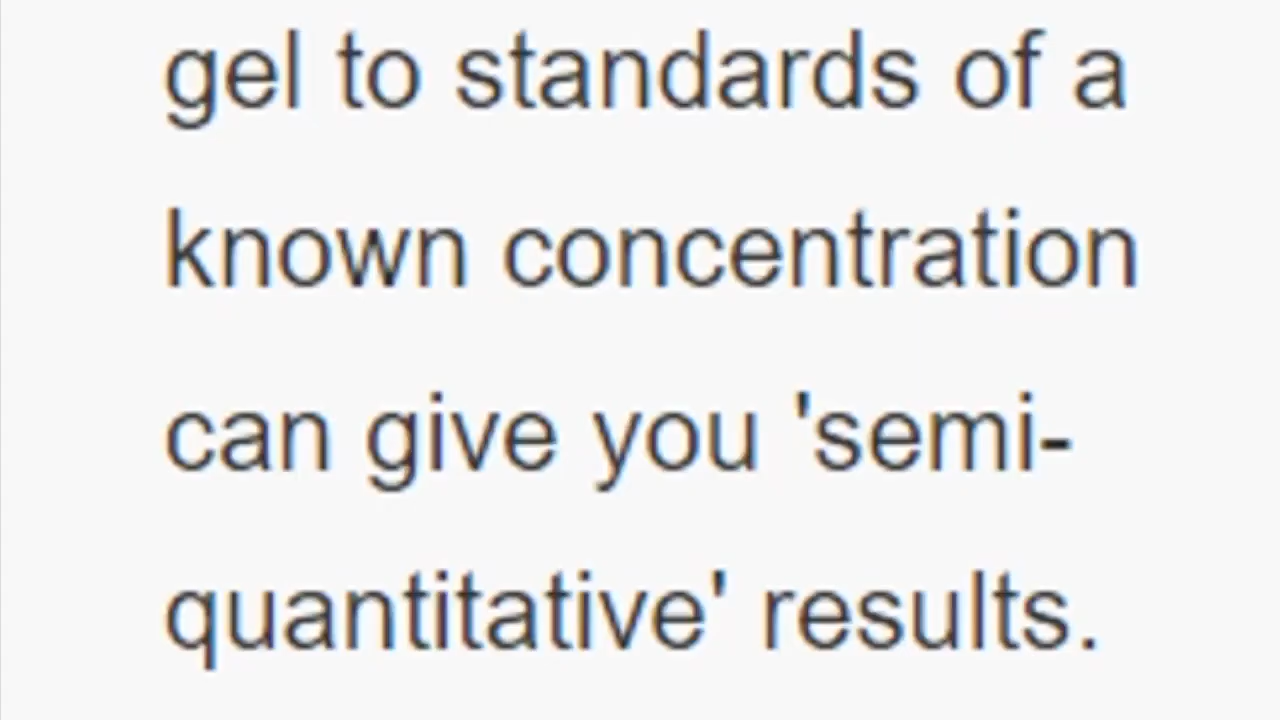 gel to standards of a
known concentration
can give you 'semi-
quantitative' results.